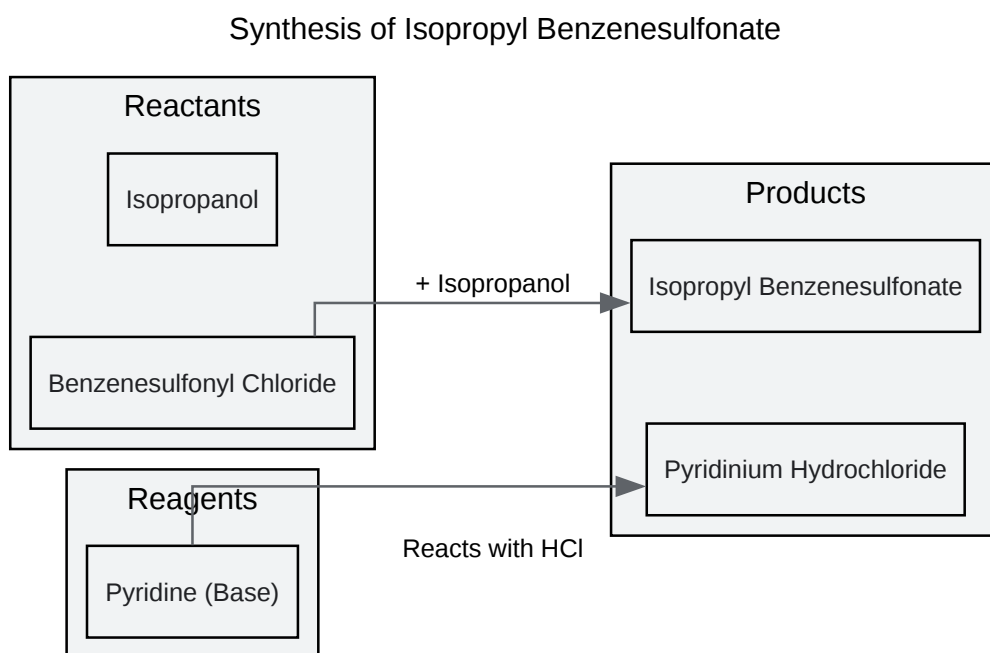 Synthesis of Isopropyl Benzenesulfonate
Reactants
Isopropanol
Benzenesulfonyl Chloride
+ Isopropanol
Products
Isopropyl Benzenesulfonate
Pyridinium Hydrochloride
Reagents
Pyridine (Base)
Reacts with HCl